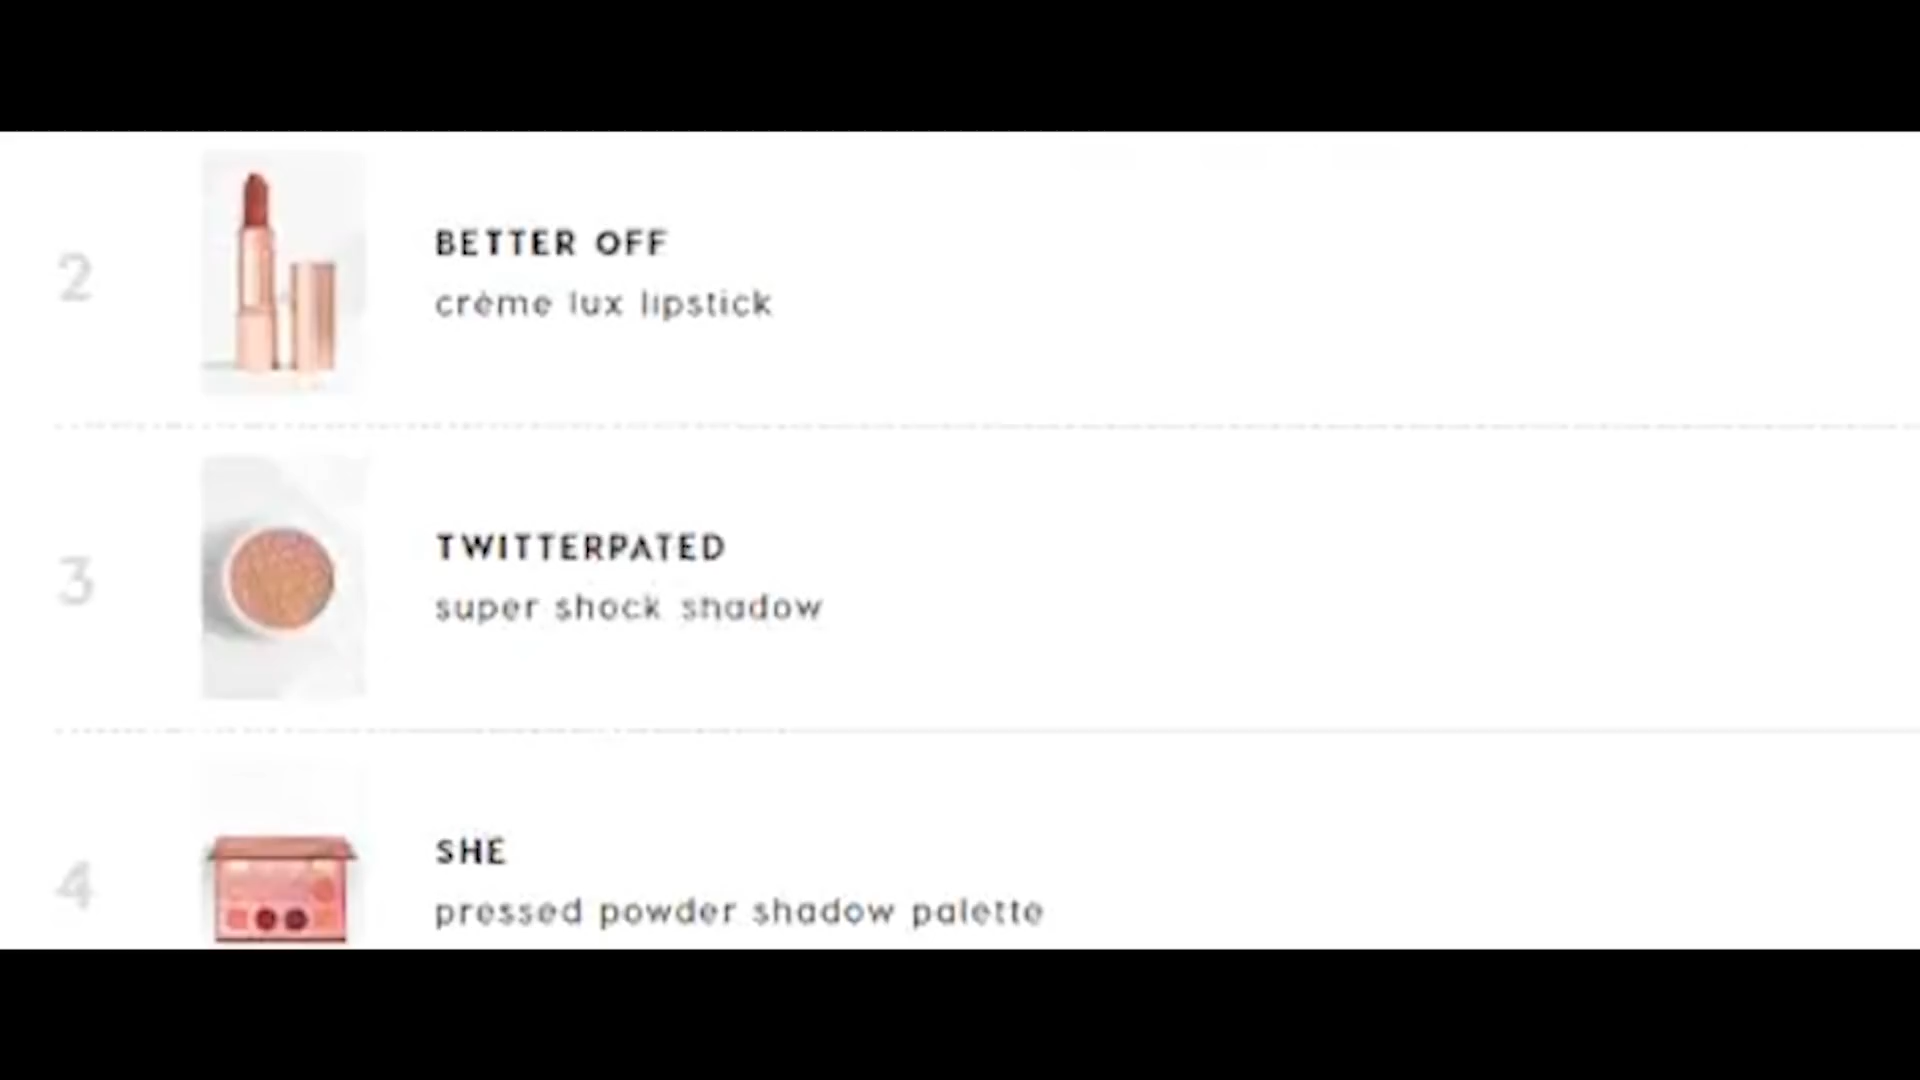 2
BETTER OFF
crème lux lipstick
3
TWITTERPATED
super shock shadow
4
SHE
pressed powder shadow palette